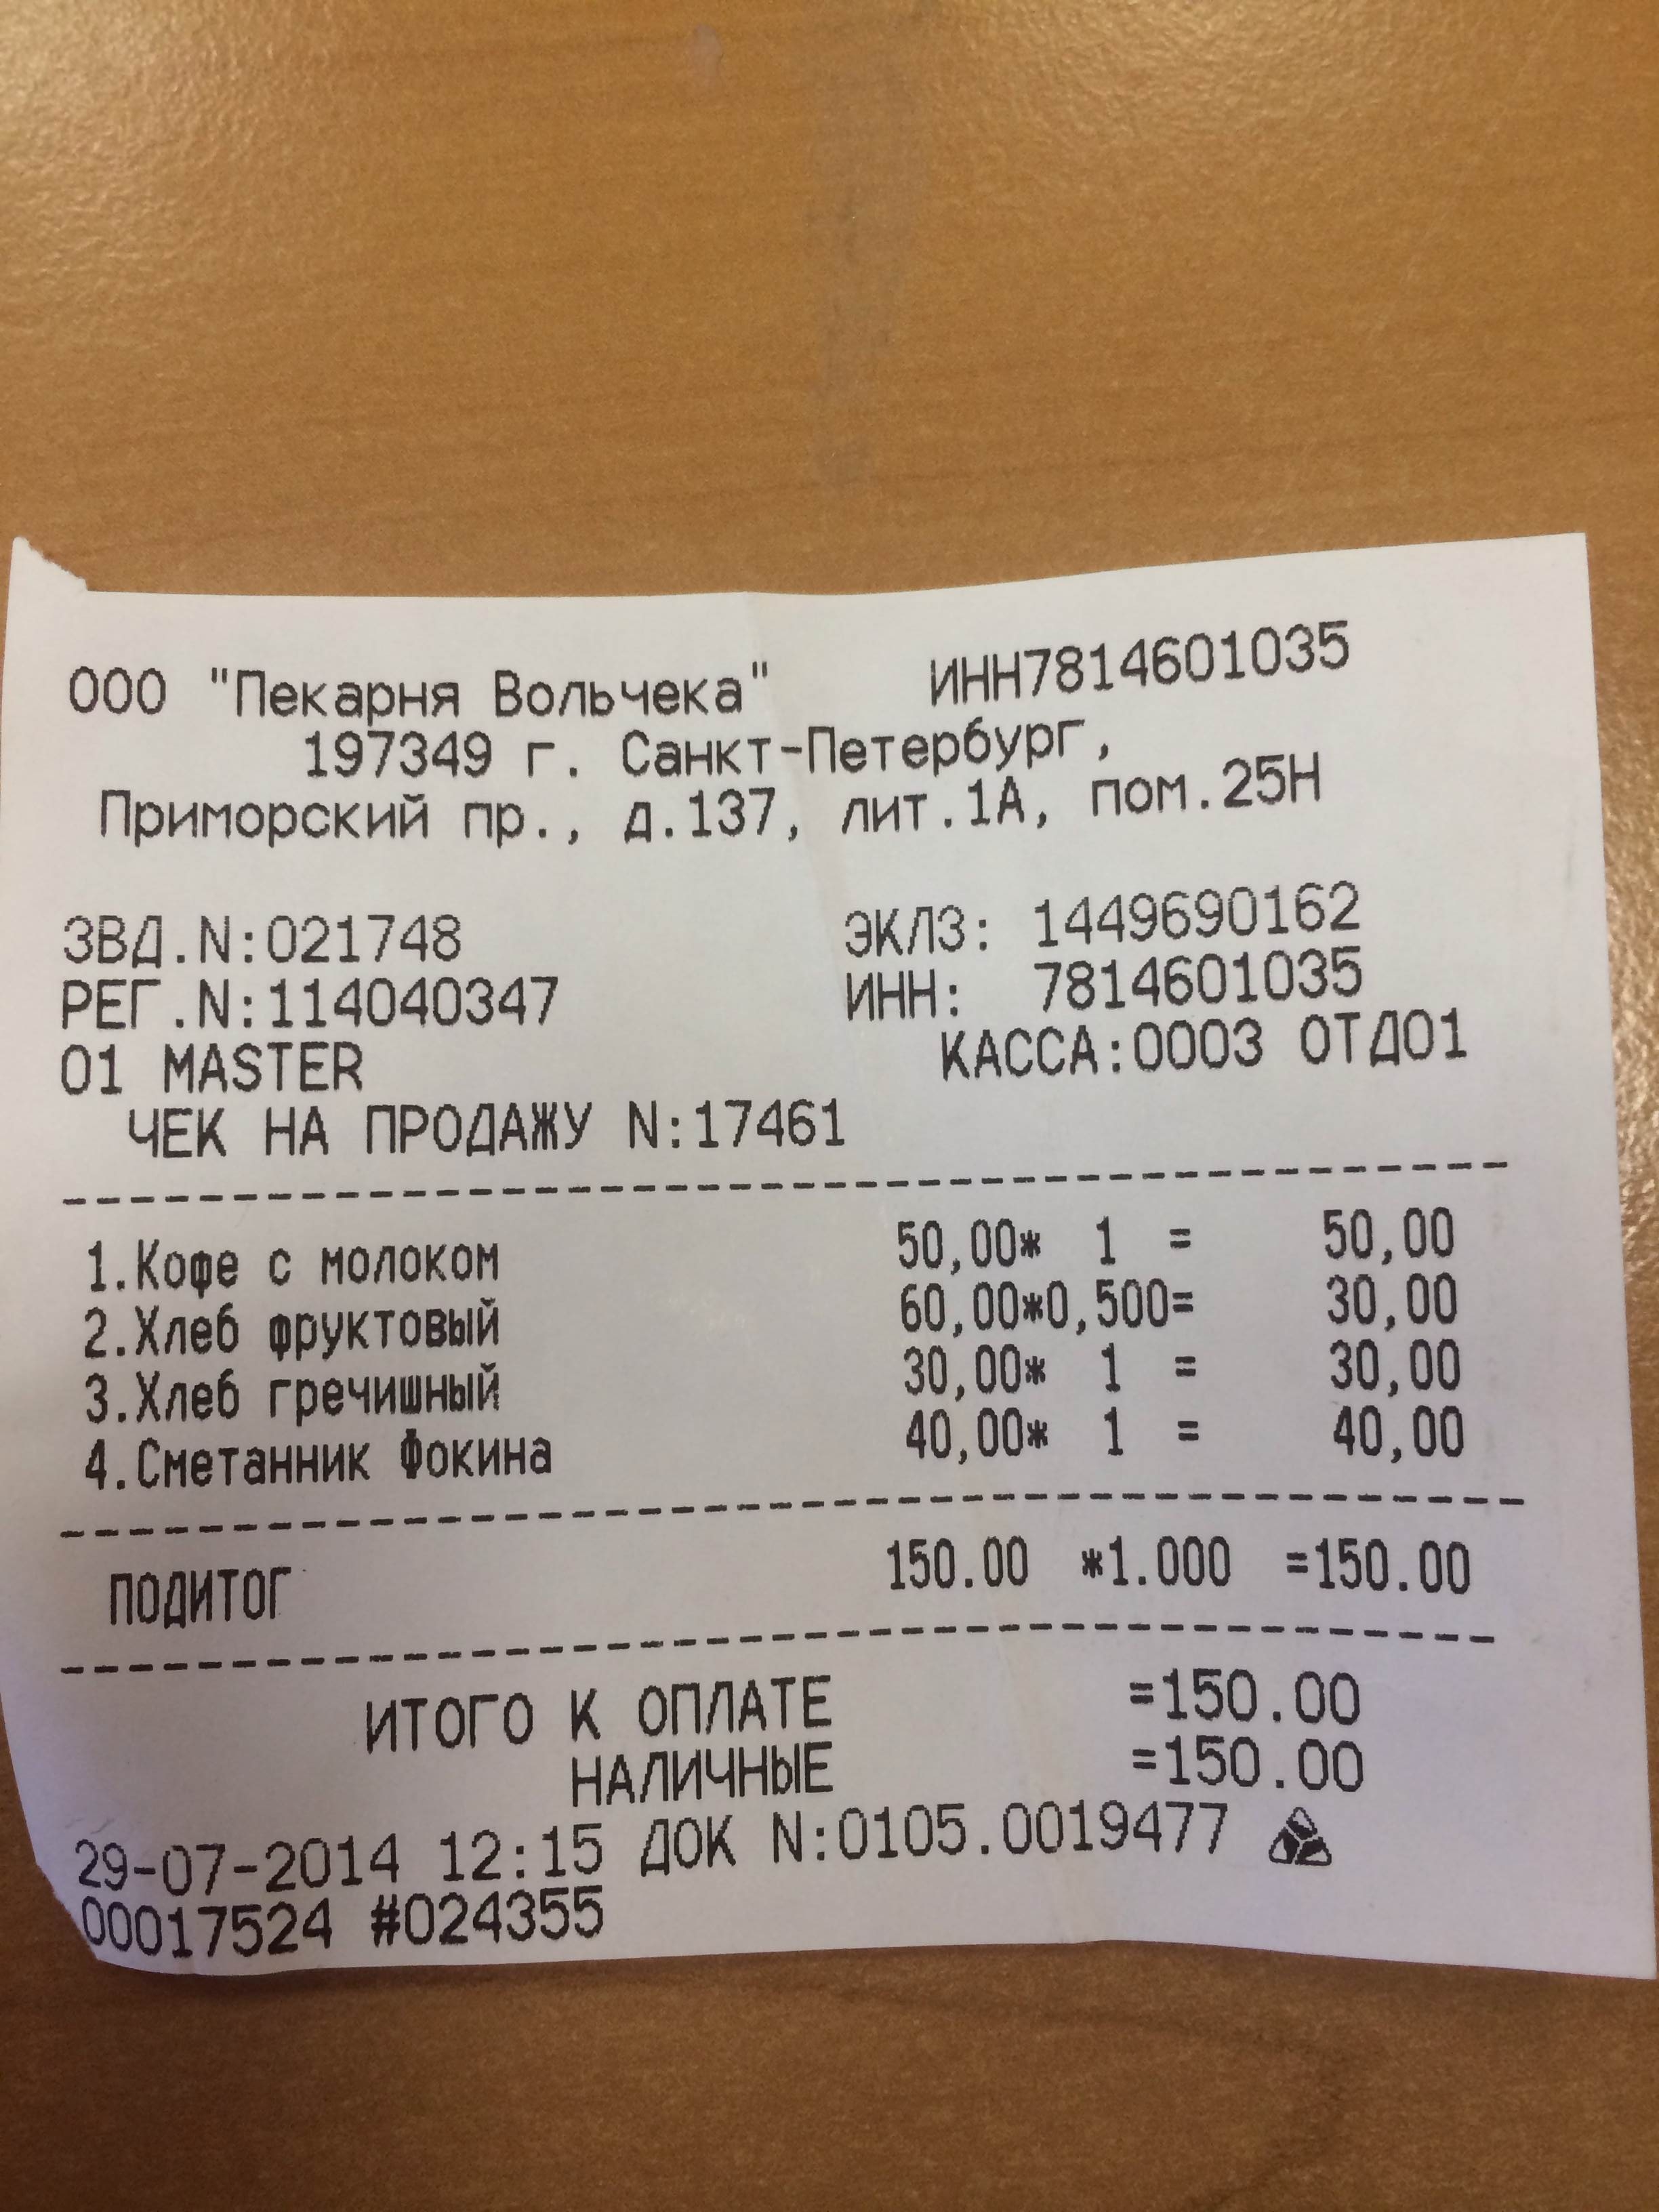 ООО "Пекарня Вольчека" ИНН7814601035
197349 г. Санкт-Петербург,
Приморский пр., д.137, лит.1А, пом.25Н
ЗВД.N:021748 ЭКЛЗ: 1449690162
РЕГ.N:114040347 ИНН: 7814601035
01 MASTER КАССА:0003 ОТД01
ЧЕК НА ПРОДАЖУ N:17461
1.Кофе с молоком 50,00* 1 = 50,00
2.Хлеб фруктовый 60,00*0,500= 30,00
3.Хлеб гречишный 30,00* 1 = 30,00
4.Сметанник Фокина 40,00* 1 = 40,00
ПОДИТОГ 150.00 *1.000 =150.00
ИТОГО К ОПЛАТЕ =150.00
НАЛИЧНЫЕ =150.00
29-07-2014 12:15 ДОК N:0105.0019477
00017524 #024355